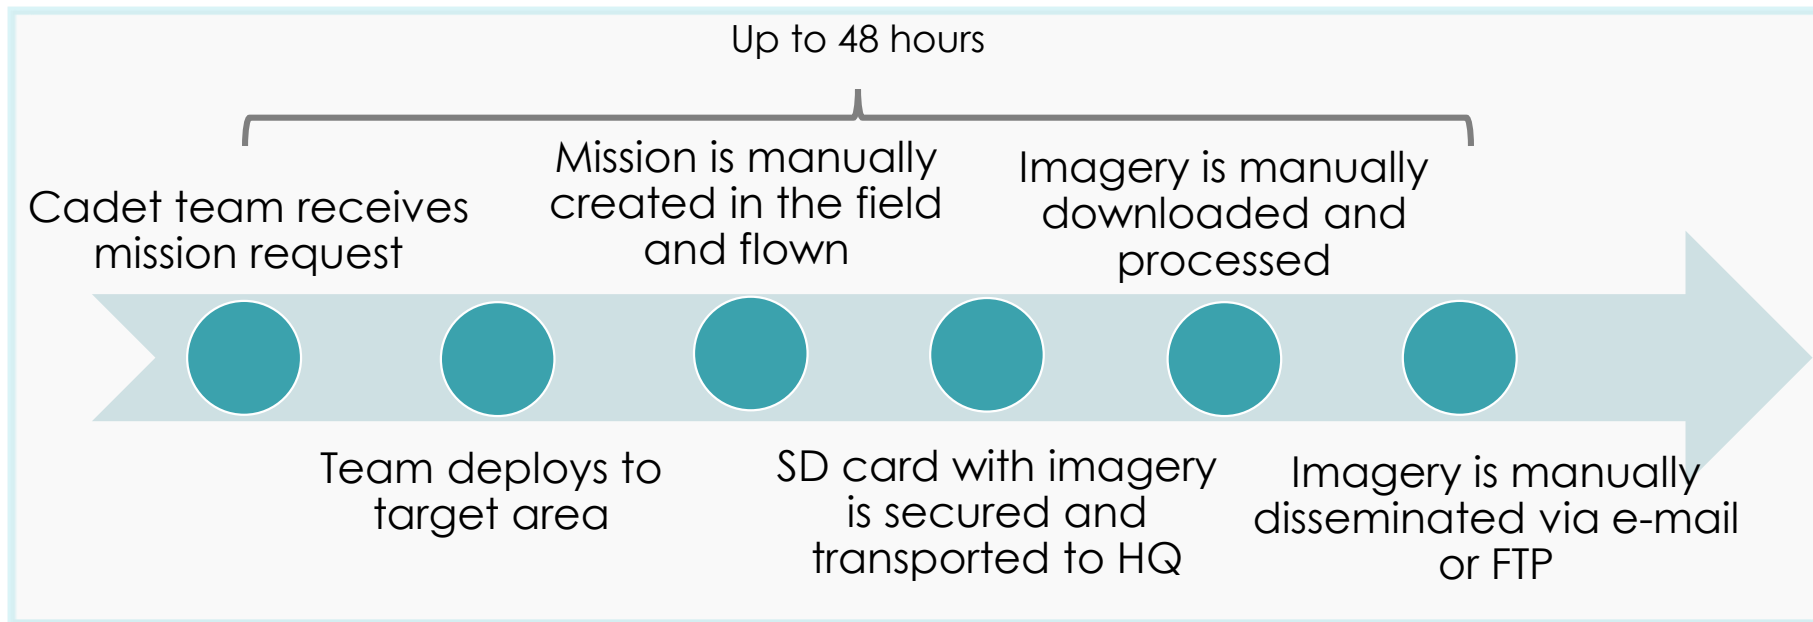 Up to 48 hours
Cadet team receives
mission request
Team deploys to
target area
Mission is manually
created in the field
and flown
SD card with imagery
is secured and
transported to HQ
Imagery is manually
downloaded and
processed
Imagery is manually
disseminated via e-mail
or FTP